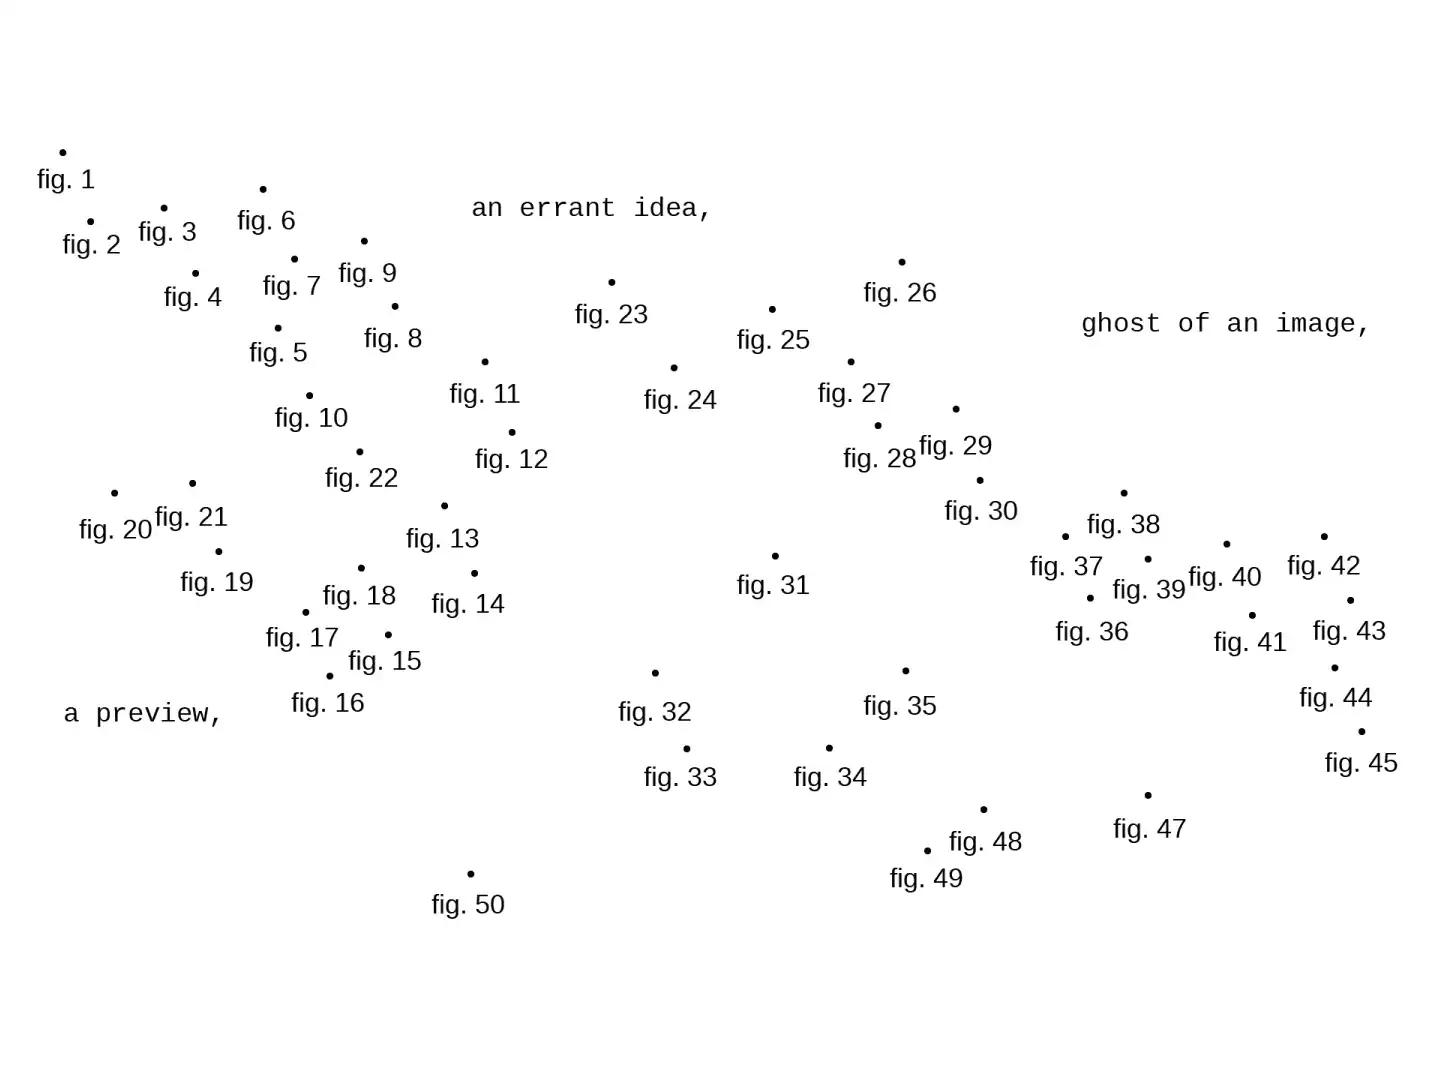 fig. 1
fig. 2
fig. 3
fig. 6
an errant idea,
fig. 4
fig. 7
fig. 9
fig. 5
fig. 8
fig. 23
fig. 25
fig. 26
ghost of an image,
fig. 10
fig. 11
fig. 24
fig. 27
fig. 22
fig. 12
fig. 28
fig. 29
fig. 20
fig. 21
fig. 13
fig. 30
fig. 38
fig. 19
fig. 18
fig. 14
fig. 31
fig. 37
fig. 39
fig. 40
fig. 42
fig. 17
fig. 15
fig. 36
fig. 41
fig. 43
a preview,
fig. 16
fig. 32
fig. 35
fig. 44
fig. 33
fig. 34
fig. 45
fig. 48
fig. 47
fig. 49
fig. 50